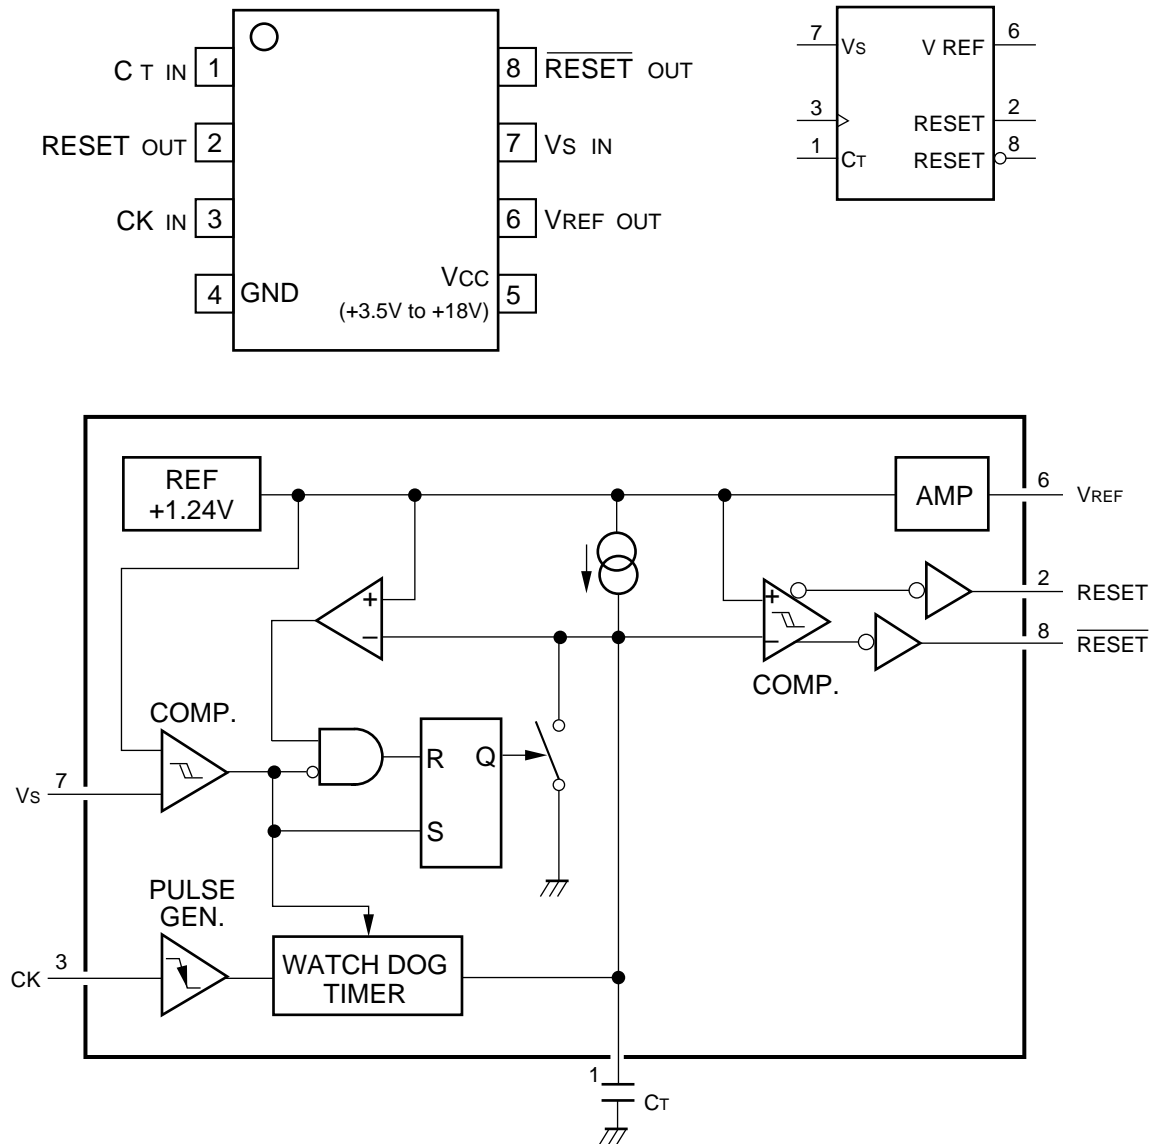 C T IN 1
8 RESET OUT
RESET OUT 2
7 VS IN
CK IN 3
6 VREF OUT
4 GND
VCC 5
(+3.5V to +18V)
7 VS
V REF 6
3
RESET 2
1 CT
RESET 8
REF
+1.24V
AMP
6 VREF
+
−
+
−
2 RESET
8 RESET
COMP.
COMP.
R Q
S
7
VS
PULSE
GEN.
3
CK
WATCH DOG
TIMER
1
CT